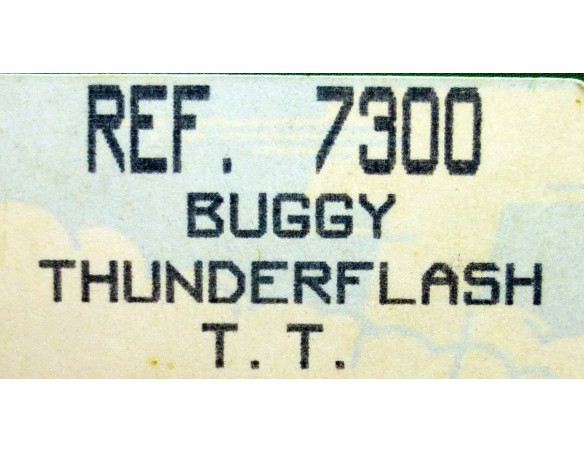 REF. 7300
BUGGY
THUNDERFLASH
T. T.